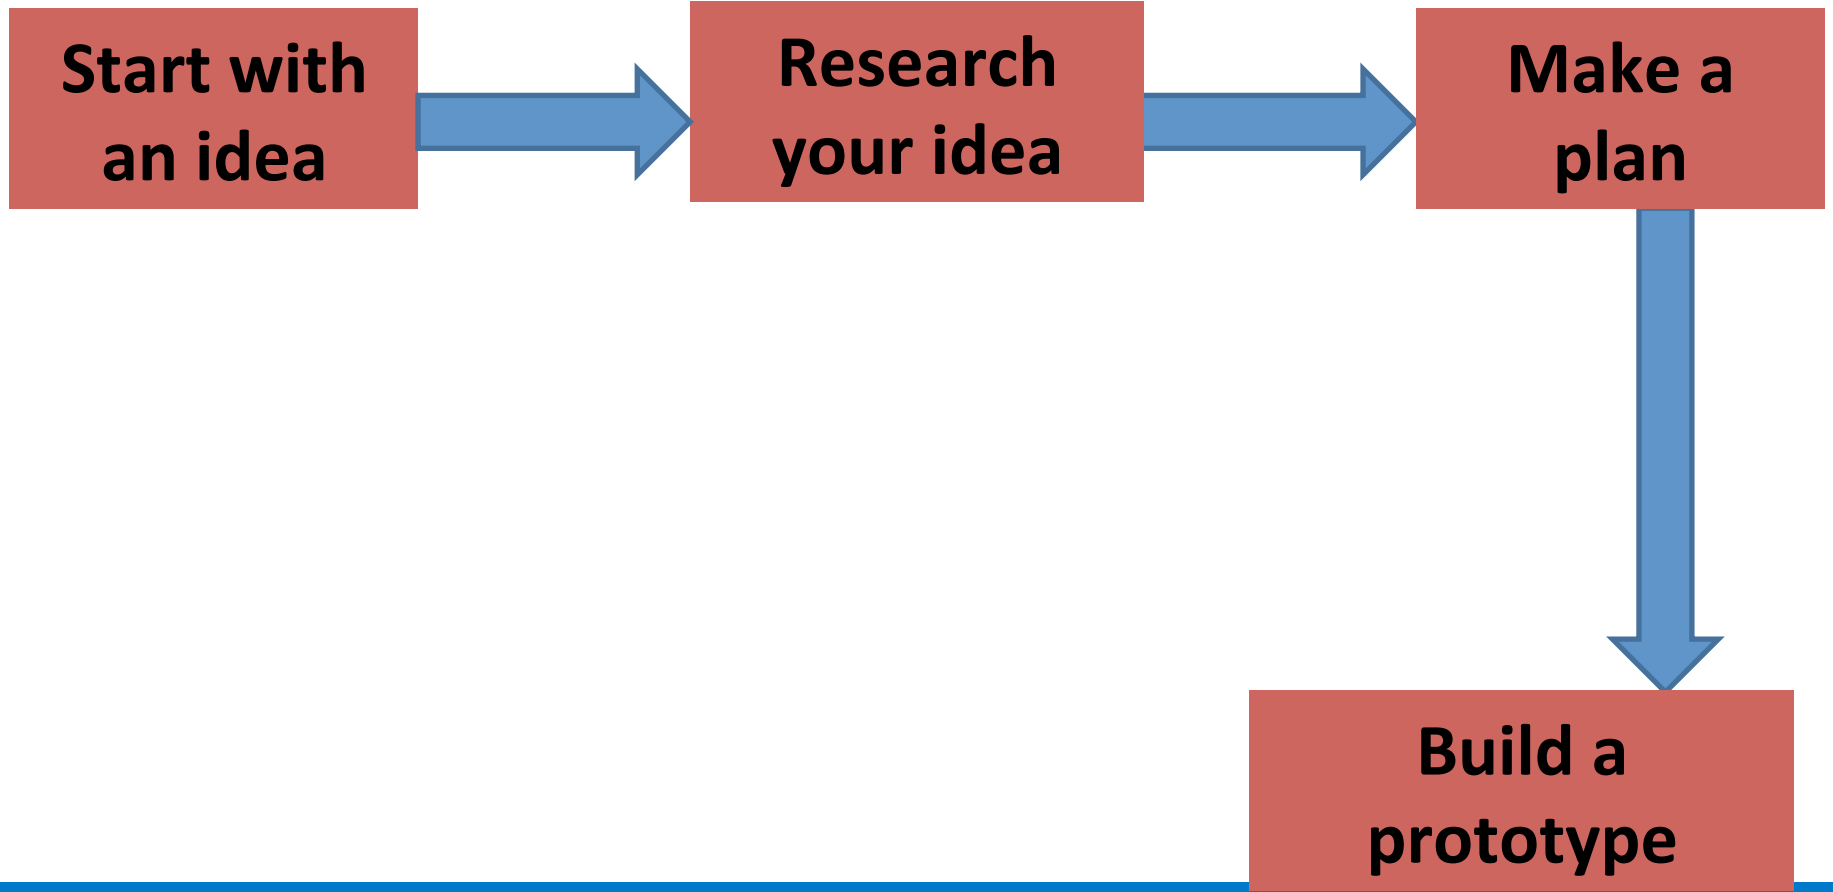 Start with
an idea
Research
your idea
Make a
plan
Build a
prototype